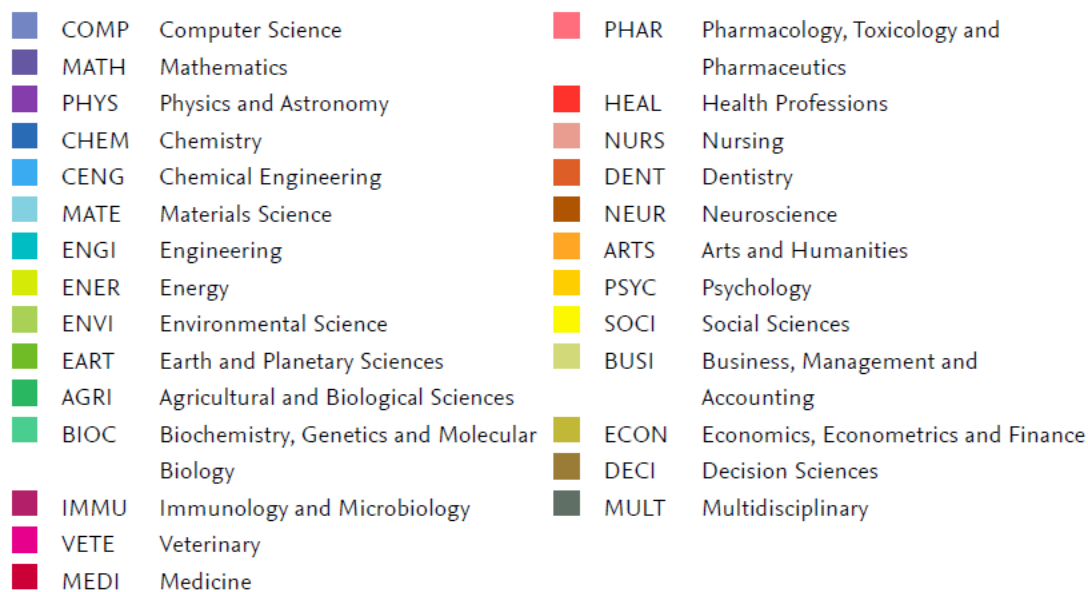 COMP Computer Science
MATH Mathematics
PHYS Physics and Astronomy
CHEM Chemistry
CENG Chemical Engineering
MATE Materials Science
ENGI Engineering
ENER Energy
ENVI Environmental Science
EART Earth and Planetary Sciences
AGRI Agricultural and Biological Sciences
BIOC Biochemistry, Genetics and Molecular
Biology
IMMU Immunology and Microbiology
VETE Veterinary
MEDI Medicine
PHAR Pharmacology, Toxicology and
Pharmaceutics
HEAL Health Professions
NURS Nursing
DENT Dentistry
NEUR Neuroscience
ARTS Arts and Humanities
PSYC Psychology
SOCI Social Sciences
BUSI Business, Management and
Accounting
ECON Economics, Econometrics and Finance
DECI Decision Sciences
MULT Multidisciplinary